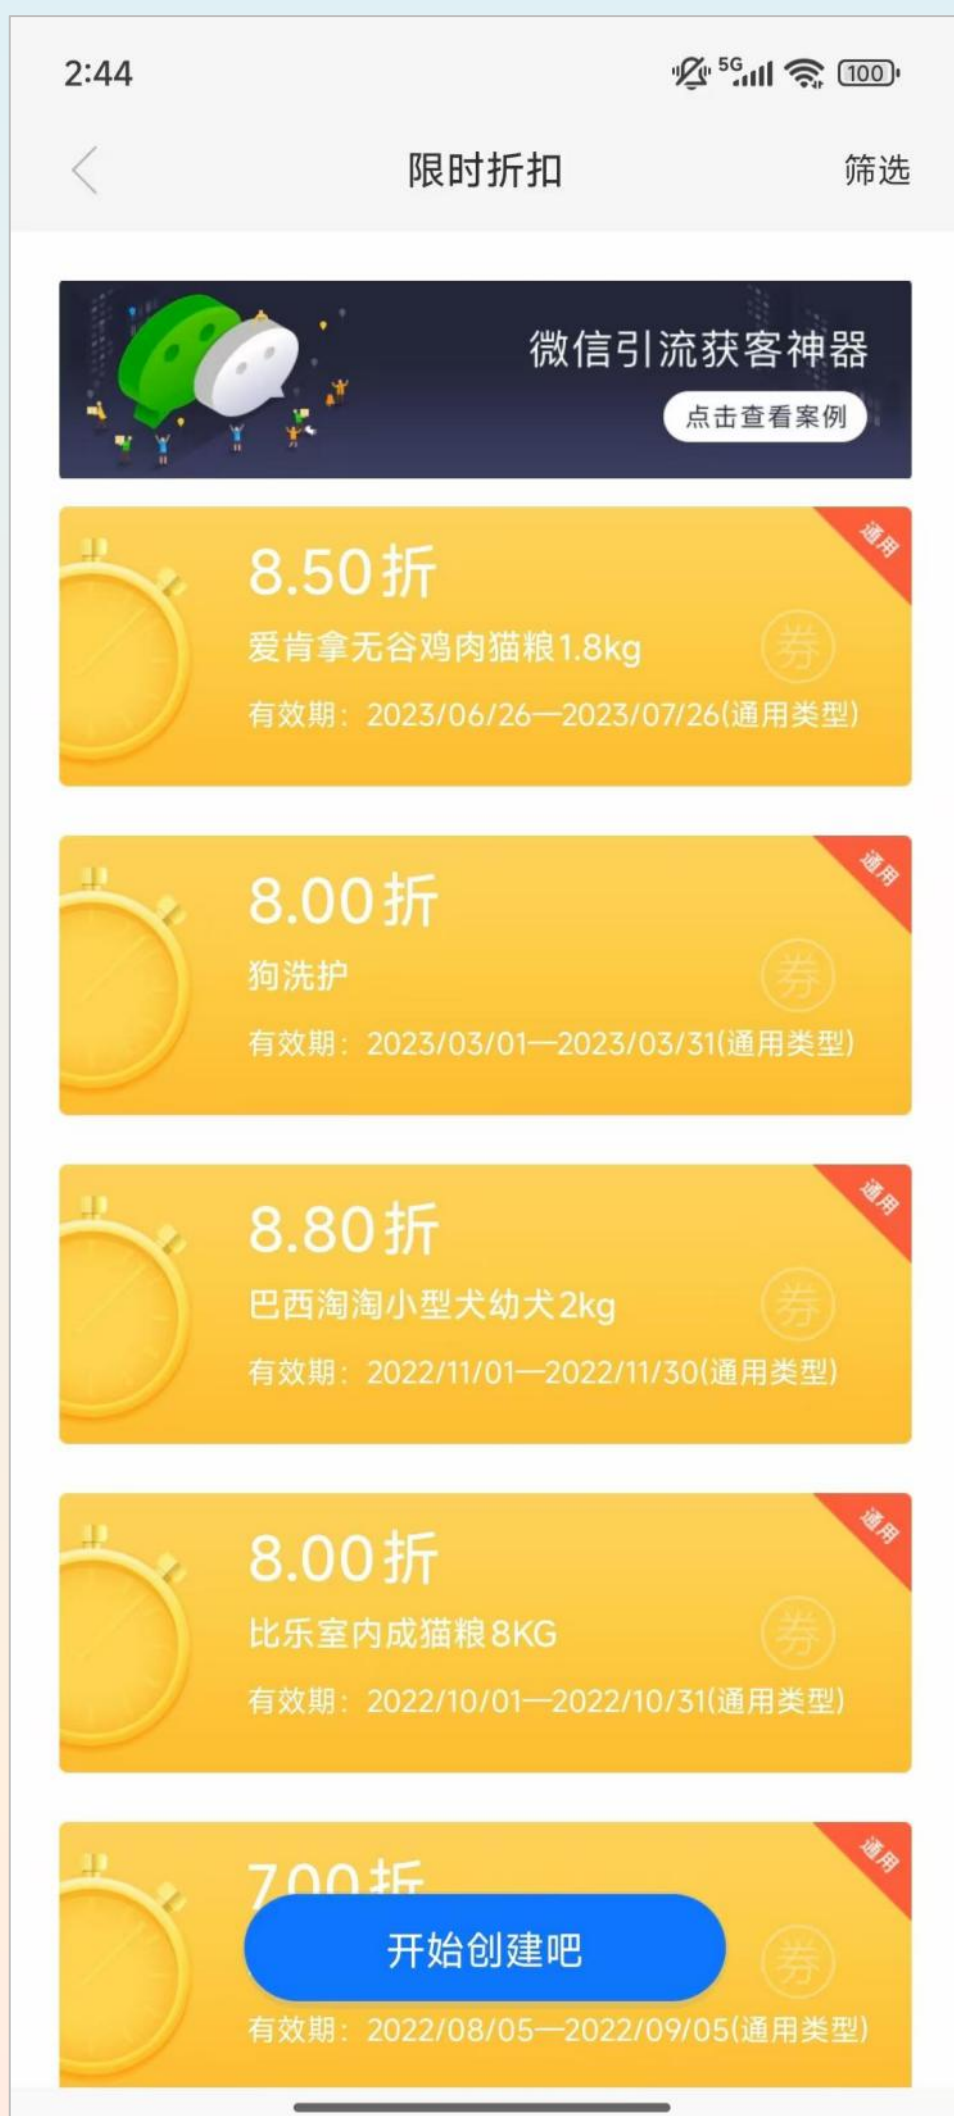 2:44
5G
100
限时折扣
筛选
微信引流获客神器
点击查看案例
通用
8.50折
爱肯拿无谷鸡肉猫粮1.8kg
券
有效期：2023/06/26—2023/07/26(通用类型)
通用
8.00折
狗洗护
券
有效期：2023/03/01—2023/03/31(通用类型)
通用
8.80折
巴西淘淘小型犬幼犬2kg
券
有效期：2022/11/01—2022/11/30(通用类型)
通用
8.00折
比乐室内成猫粮8KG
券
有效期：2022/10/01—2022/10/31(通用类型)
通用
7.00折
开始创建吧
券
有效期：2022/08/05—2022/09/05(通用类型)